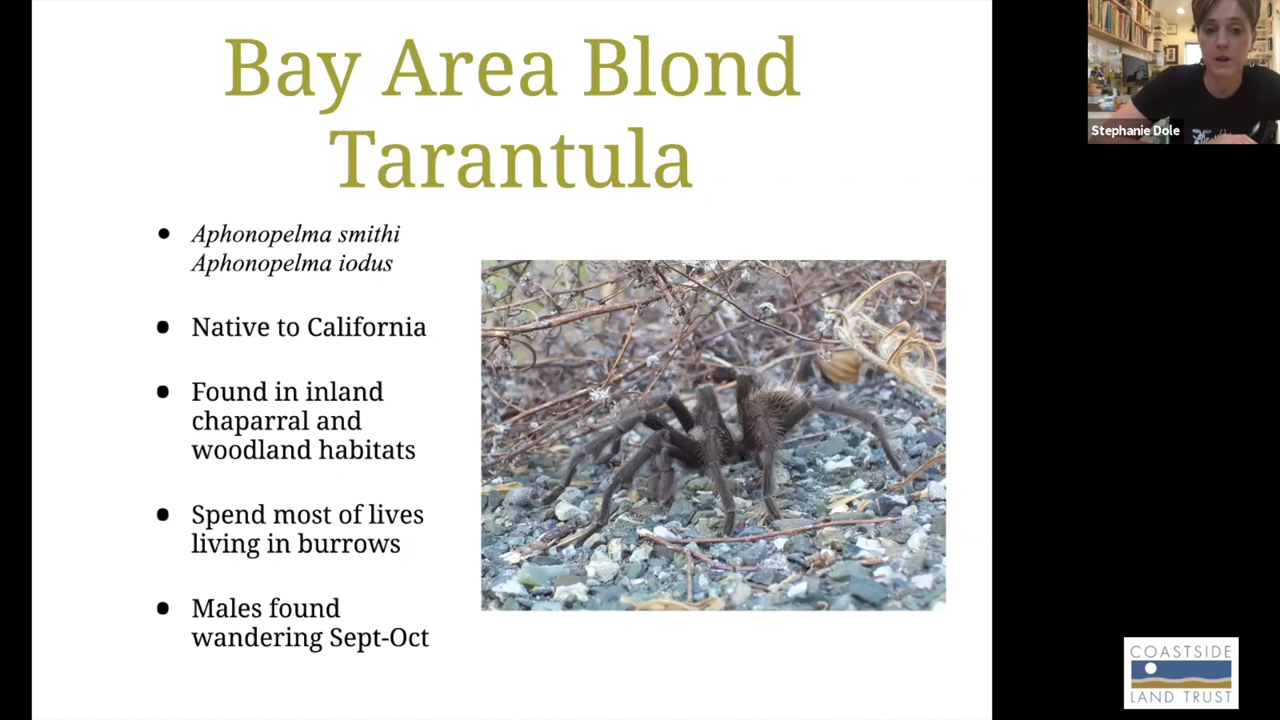 Bay Area Blond
Tarantula
• Aphonopelma smithi
Aphonopelma iodus
• Native to California
• Found in inland
chaparral and
woodland habitats
• Spend most of lives
living in burrows
• Males found
wandering Sept-Oct
Stephanie Dole
COASTSIDE
LAND TRUST